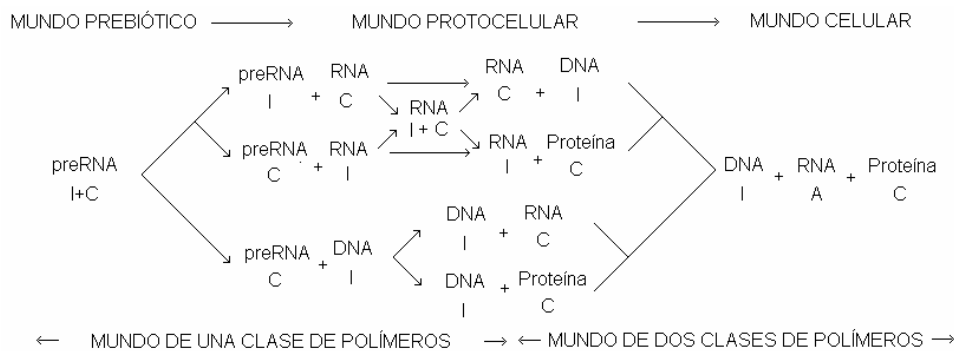 MUNDO PREBIÓTICO → MUNDO PROTOCELULAR → MUNDO CELULAR
preRNA + RNA
I C
RNA + DNA
C I
RNA
I + C
preRNA + RNA
C I
RNA + Proteína
I C
preRNA
I+C
DNA + RNA + Proteína
I A C
DNA + RNA
I C
preRNA + DNA
C I
DNA + Proteína
I C
← MUNDO DE UNA CLASE DE POLÍMEROS → ← MUNDO DE DOS CLASES DE POLÍMEROS →